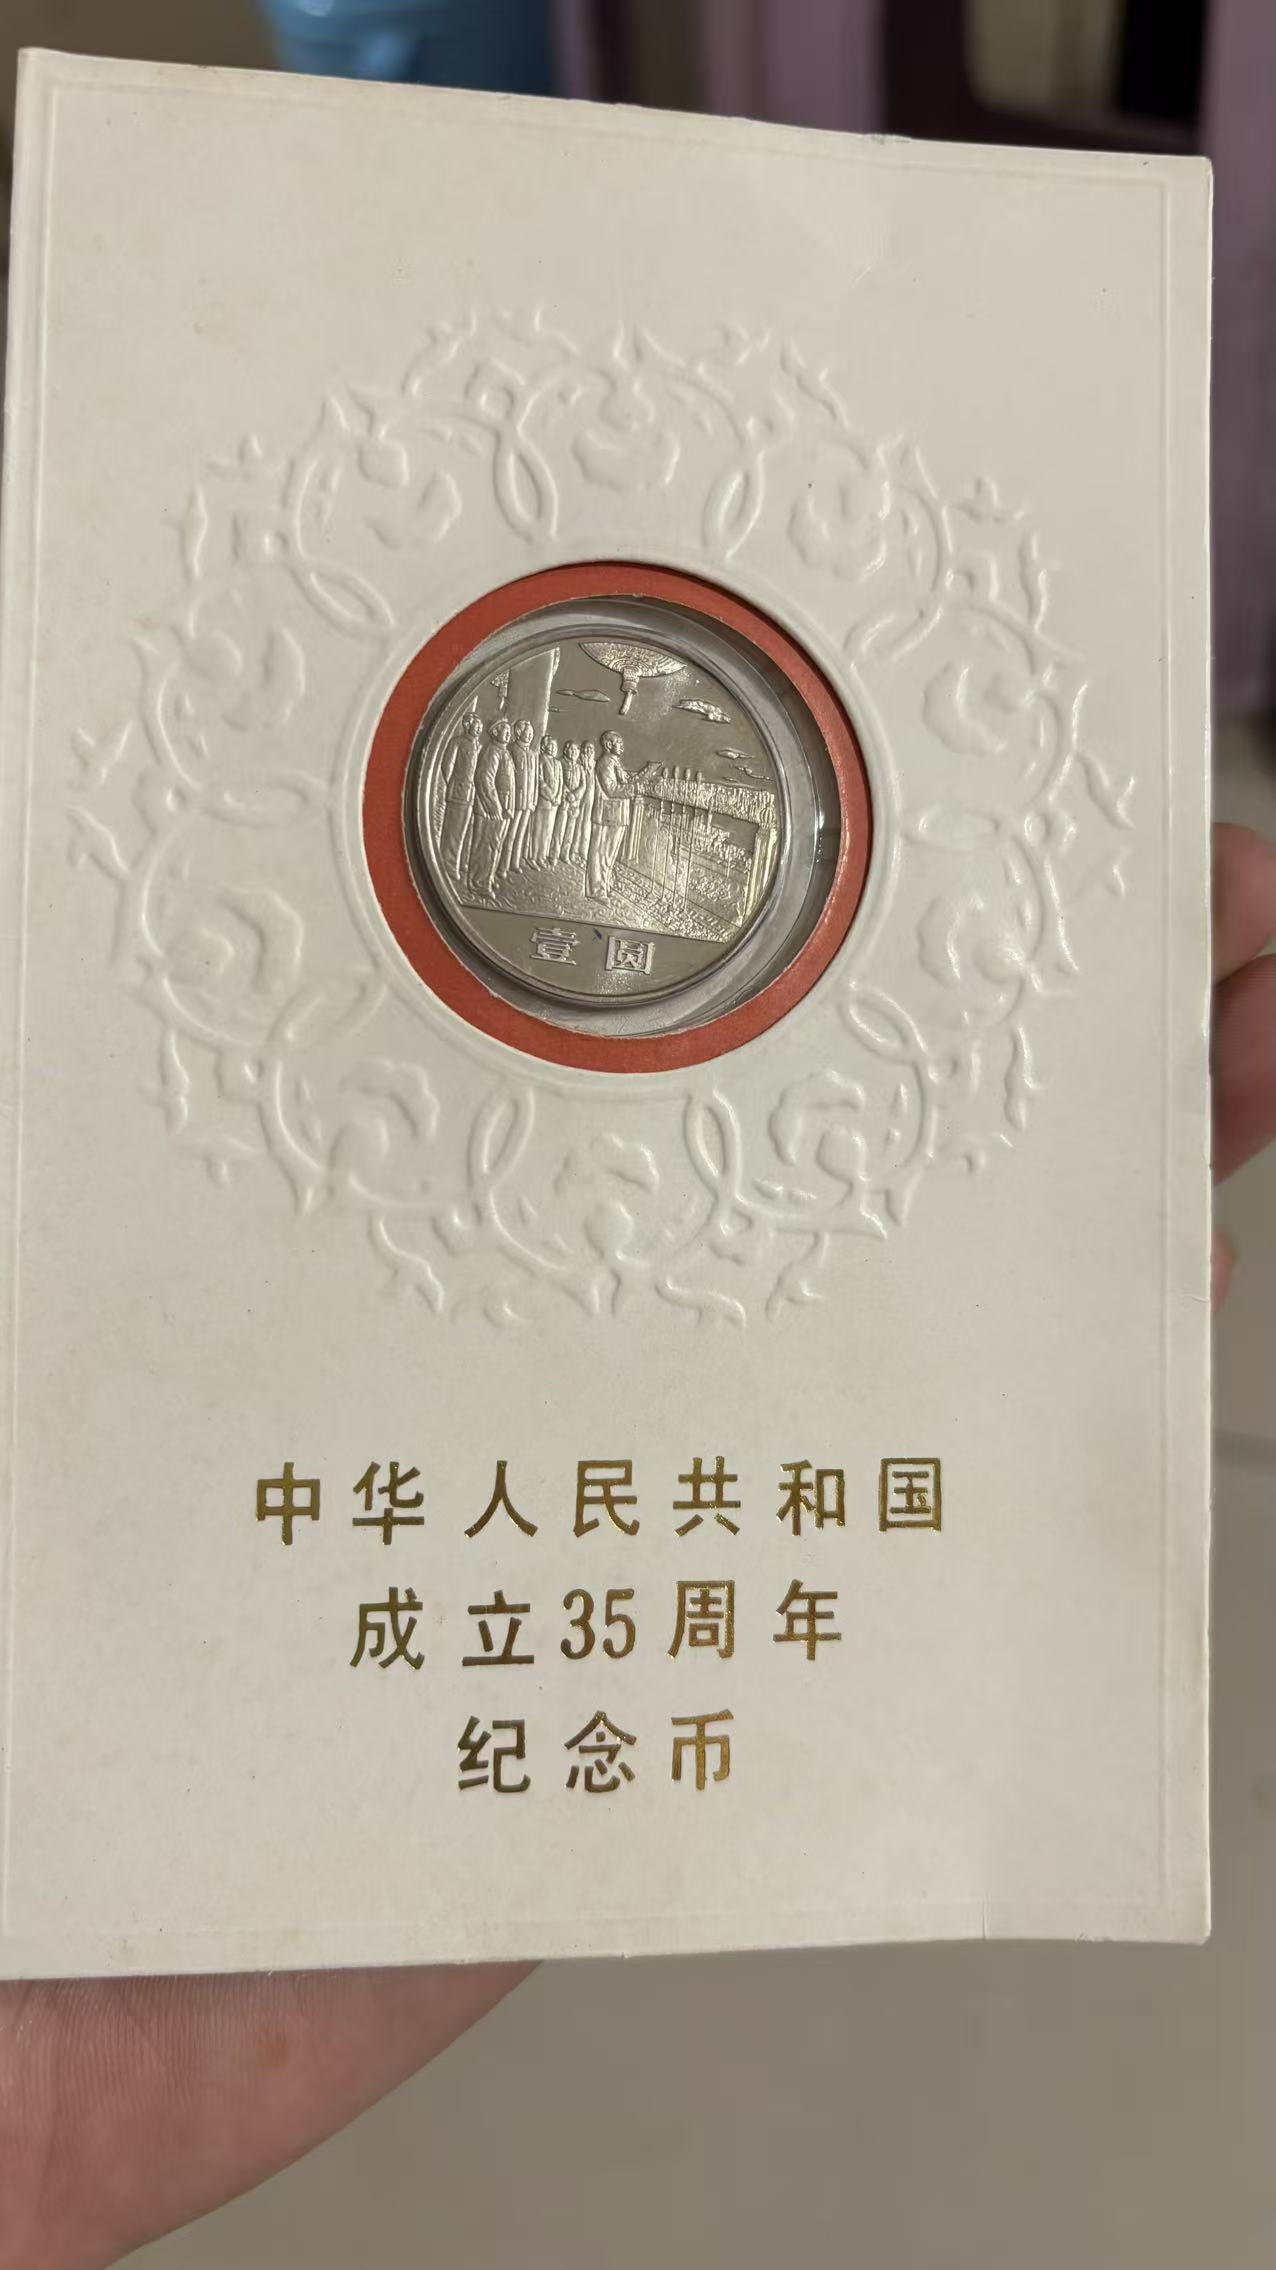 壹圆
中华人民共和国
成立35周年
纪念币